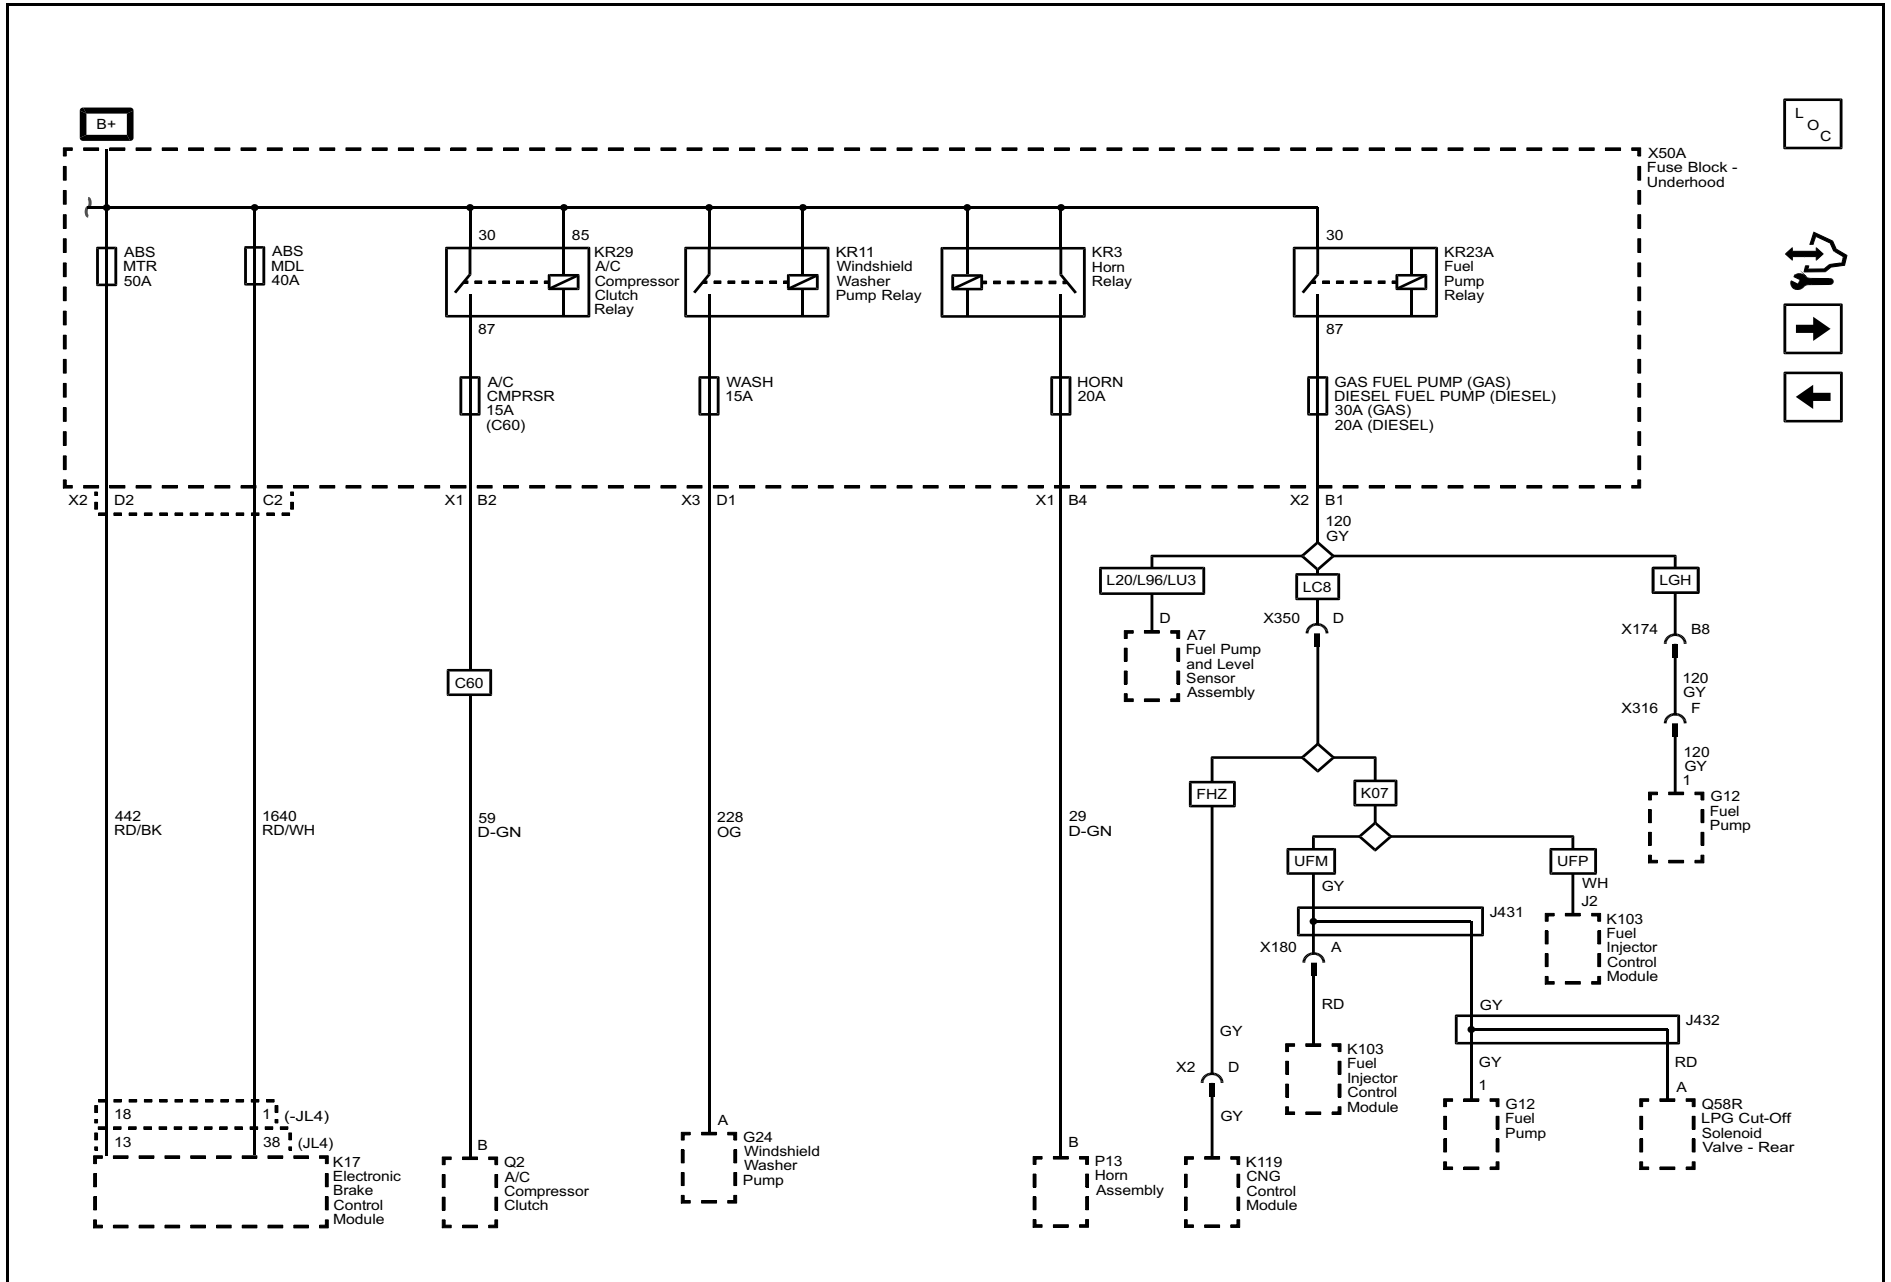 B+
L
O
C
X50A
Fuse Block -
Underhood
ABS
MTR
50A
ABS
MDL
40A
30
85
KR29
A/C
Compressor
Clutch
Relay
87
KR11
Windshield
Washer
Pump Relay
KR3
Horn
Relay
30
KR23A
Fuel
Pump
Relay
87
A/C
CMPRSR
15A
(C60)
WASH
15A
HORN
20A
GAS FUEL PUMP (GAS)
DIESEL FUEL PUMP (DIESEL)
30A (GAS)
20A (DIESEL)
X2 D2 C2
X1 B2
X3 D1
X1 B4
X2 B1
120
GY
L20/L96/LU3
LC8
LGH
D
A7
Fuel Pump
and Level
Sensor
Assembly
X350 D
X174 B8
120
GY
X316 F
120
GY
1
G12
Fuel
Pump
C60
FHZ
K07
442
RD/BK
1640
RD/WH
59
D-GN
228
OG
29
D-GN
UFM
GY
UFP
WH
J2
K103
Fuel
Injector
Control
Module
J431
X180 A
RD
K103
Fuel
Injector
Control
Module
GY
J432
GY
1
G12
Fuel
Pump
RD
A
Q58R
LPG Cut-Off
Solenoid
Valve - Rear
GY
X2 D
GY
K119
CNG
Control
Module
18 1 (-JL4)
13 38 (JL4)
K17
Electronic
Brake
Control
Module
B
Q2
A/C
Compressor
Clutch
A
G24
Windshield
Washer
Pump
B
P13
Horn
Assembly